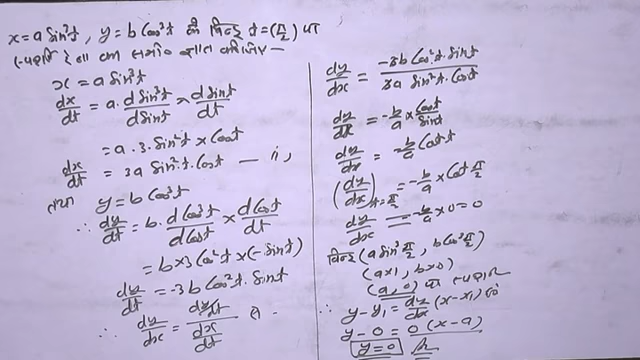 x = a sin³t, y = b cos³t के बिन्दु t = (π/2) पर
स्पर्श रेखा का समी० ज्ञात कीजिए —
x = a sin³t
dx/dt = a · d sin³t/d sint × d sint/dt
= a · 3 · sin²t × cost
dx/dt = 3a sin²t · cost — ii,
तथा y = b cos³t
∴ dy/dt = b · d cos³t/d cost × d cost/dt
= b × 3 cos²t × (-sint)
dy/dt = -3b cos²t · sint
∴ dy/dx = (dy/dt)/(dx/dt) से -
dy/dx = -3b cos²t · sint / 3a sin²t · cost
dy/dx = -b/a × cost/sint
dy/dx = -b/a cot t
(dy/dx) t=π/2 = -b/a × cot π/2
dy/dx = -b/a × 0 = 0
बिन्दु (a sin³ π/2, b cos³ π/2)
(a×1, b×0)
(a, 0) पर
∴ y - y₁ = dy/dx (x - x₁) से
y - 0 = 0 (x - a)
y = 0